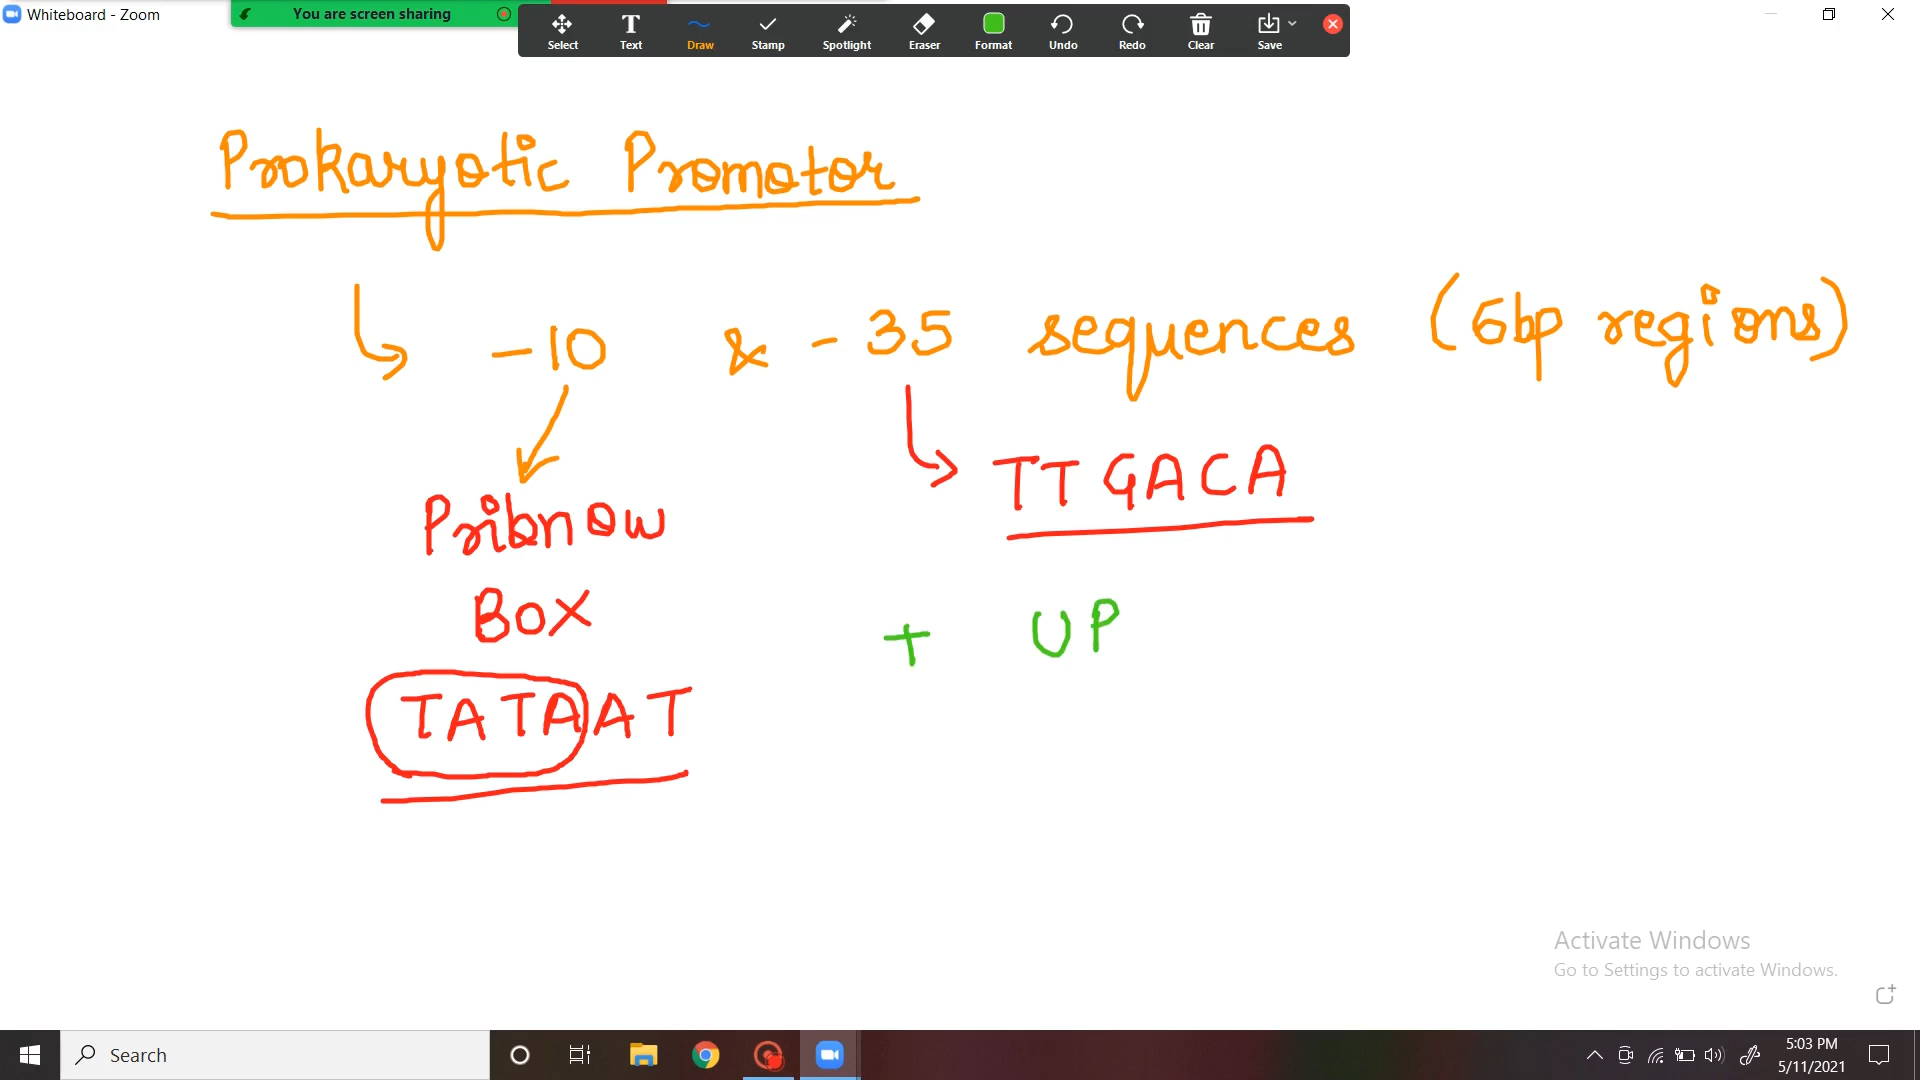 Whiteboard - Zoom
You are screen sharing
Select Text Draw Stamp Spotlight Eraser Format Undo Redo Clear Save
Prokaryotic Promotor
-10 & -35 sequences (6bp regions)
TTGACA
Pribnow
BOX
+ UP
TATAAT
Activate Windows
Go to Settings to activate Windows.
Search
5:03 PM
5/11/2021